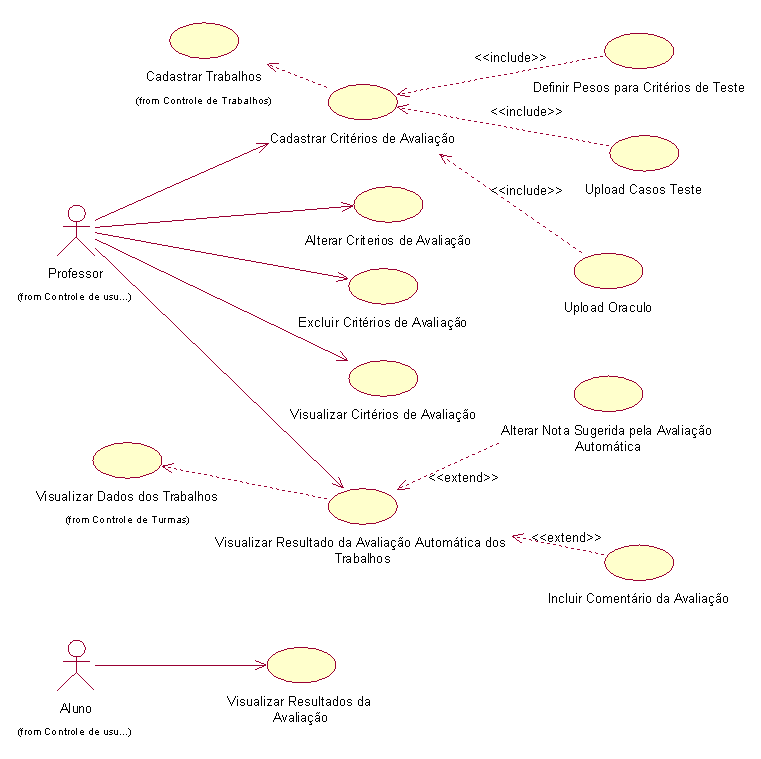 Cadastrar Trabalhos
(from Controle de Trabalhos)
<<include>>
Definir Pesos para Critérios de Teste
<<include>>
Cadastrar Critérios de Avaliação
Upload Casos Teste
<<include>>
Alterar Criterios de Avaliação
Professor
(from Controle de usu...)
Upload Oraculo
Excluir Critérios de Avaliação
Visualizar Cirtérios de Avaliação
Alterar Nota Sugerida pela Avaliação
Automática
<<extend>>
Visualizar Dados dos Trabalhos
(from Controle de Turmas)
Visualizar Resultado da Avaliação Automática dos
Trabalhos
<<extend>>
Incluir Comentário da Avaliação
Aluno
(from Controle de usu...)
Visualizar Resultados da
Avaliação